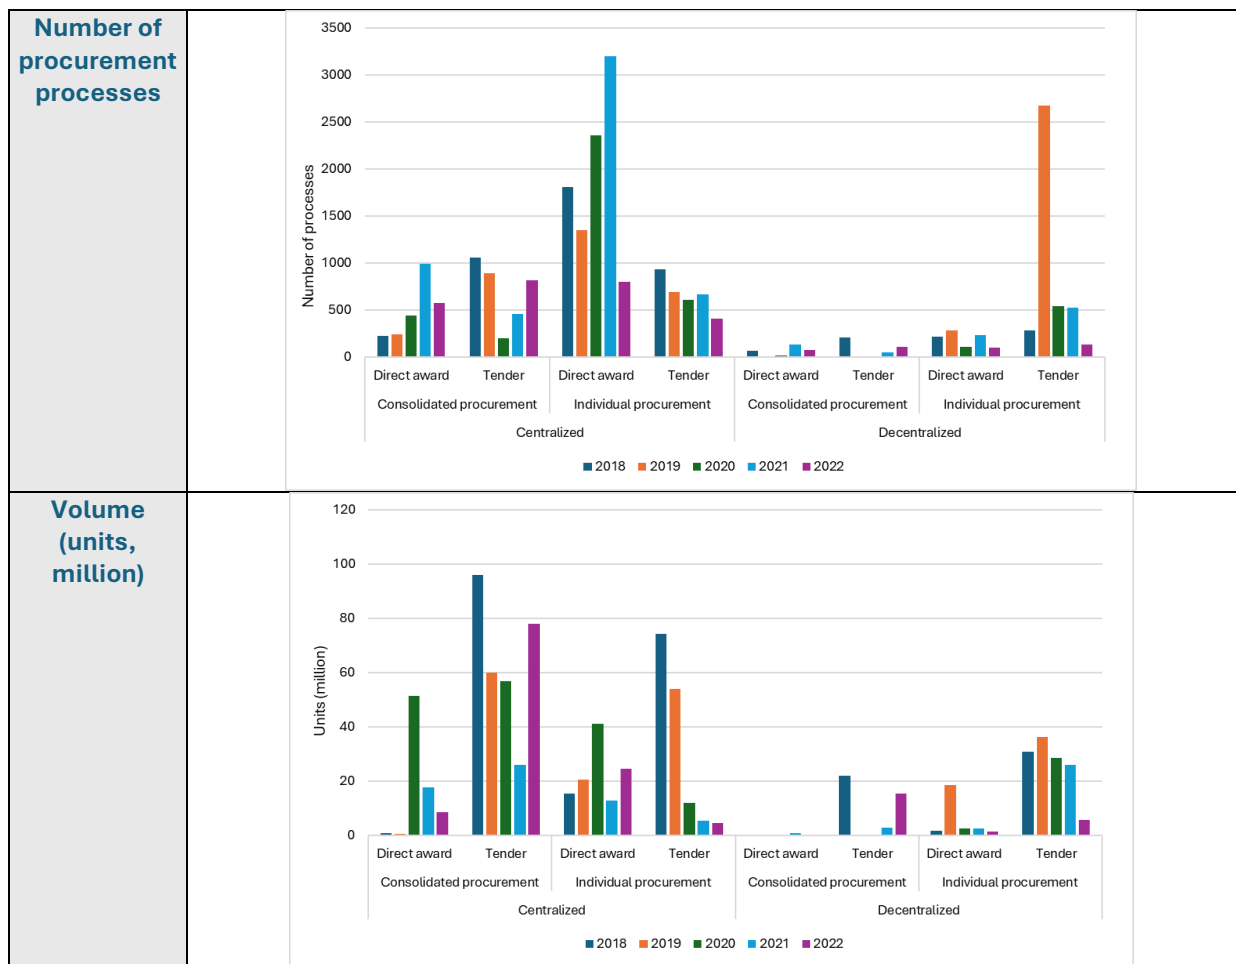 Number of
procurement
processes
3500
3000
2500
2000
1500
1000
500
0
Number of processes
Direct award Tender Direct award Tender Direct award Tender Direct award Tender
Consolidated procurement Individual procurement Consolidated procurement Individual procurement
Centralized Decentralized
2018 2019 2020 2021 2022
Volume
(units,
million)
120
100
80
60
40
20
0
Units (million)
Direct award Tender Direct award Tender Direct award Tender Direct award Tender
Consolidated procurement Individual procurement Consolidated procurement Individual procurement
Centralized Decentralized
2018 2019 2020 2021 2022